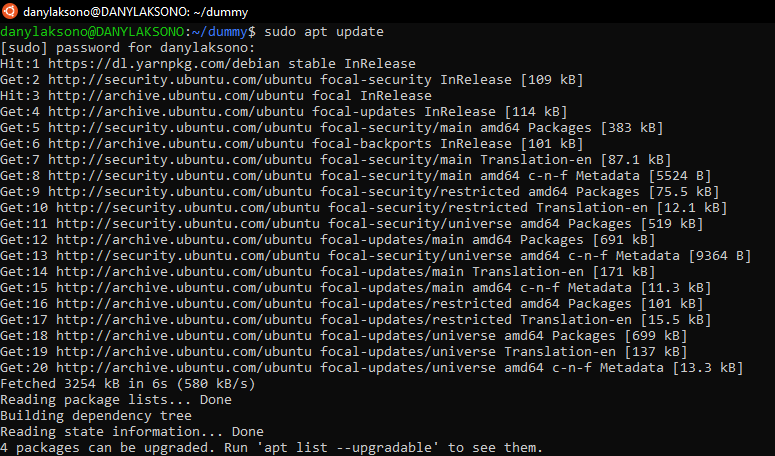 danylaksono@DANYLAKSONO: ~/dummy
danylaksono@DANYLAKSONO:~/dummy$ sudo apt update
[sudo] password for danylaksono:
Hit:1 https://dl.yarnpkg.com/debian stable InRelease
Get:2 http://security.ubuntu.com/ubuntu focal-security InRelease [109 kB]
Hit:3 http://archive.ubuntu.com/ubuntu focal InRelease
Get:4 http://archive.ubuntu.com/ubuntu focal-updates InRelease [114 kB]
Get:5 http://security.ubuntu.com/ubuntu focal-security/main amd64 Packages [383 kB]
Get:6 http://archive.ubuntu.com/ubuntu focal-backports InRelease [101 kB]
Get:7 http://security.ubuntu.com/ubuntu focal-security/main Translation-en [87.1 kB]
Get:8 http://security.ubuntu.com/ubuntu focal-security/main amd64 c-n-f Metadata [5524 B]
Get:9 http://security.ubuntu.com/ubuntu focal-security/restricted amd64 Packages [75.5 kB]
Get:10 http://security.ubuntu.com/ubuntu focal-security/restricted Translation-en [12.1 kB]
Get:11 http://security.ubuntu.com/ubuntu focal-security/universe amd64 Packages [519 kB]
Get:12 http://archive.ubuntu.com/ubuntu focal-updates/main amd64 Packages [691 kB]
Get:13 http://security.ubuntu.com/ubuntu focal-security/universe amd64 c-n-f Metadata [9364 B]
Get:14 http://archive.ubuntu.com/ubuntu focal-updates/main Translation-en [171 kB]
Get:15 http://archive.ubuntu.com/ubuntu focal-updates/main amd64 c-n-f Metadata [11.3 kB]
Get:16 http://archive.ubuntu.com/ubuntu focal-updates/restricted amd64 Packages [101 kB]
Get:17 http://archive.ubuntu.com/ubuntu focal-updates/restricted Translation-en [15.5 kB]
Get:18 http://archive.ubuntu.com/ubuntu focal-updates/universe amd64 Packages [699 kB]
Get:19 http://archive.ubuntu.com/ubuntu focal-updates/universe Translation-en [137 kB]
Get:20 http://archive.ubuntu.com/ubuntu focal-updates/universe amd64 c-n-f Metadata [13.3 kB]
Fetched 3254 kB in 6s (580 kB/s)
Reading package lists... Done
Building dependency tree
Reading state information... Done
4 packages can be upgraded. Run 'apt list --upgradable' to see them.